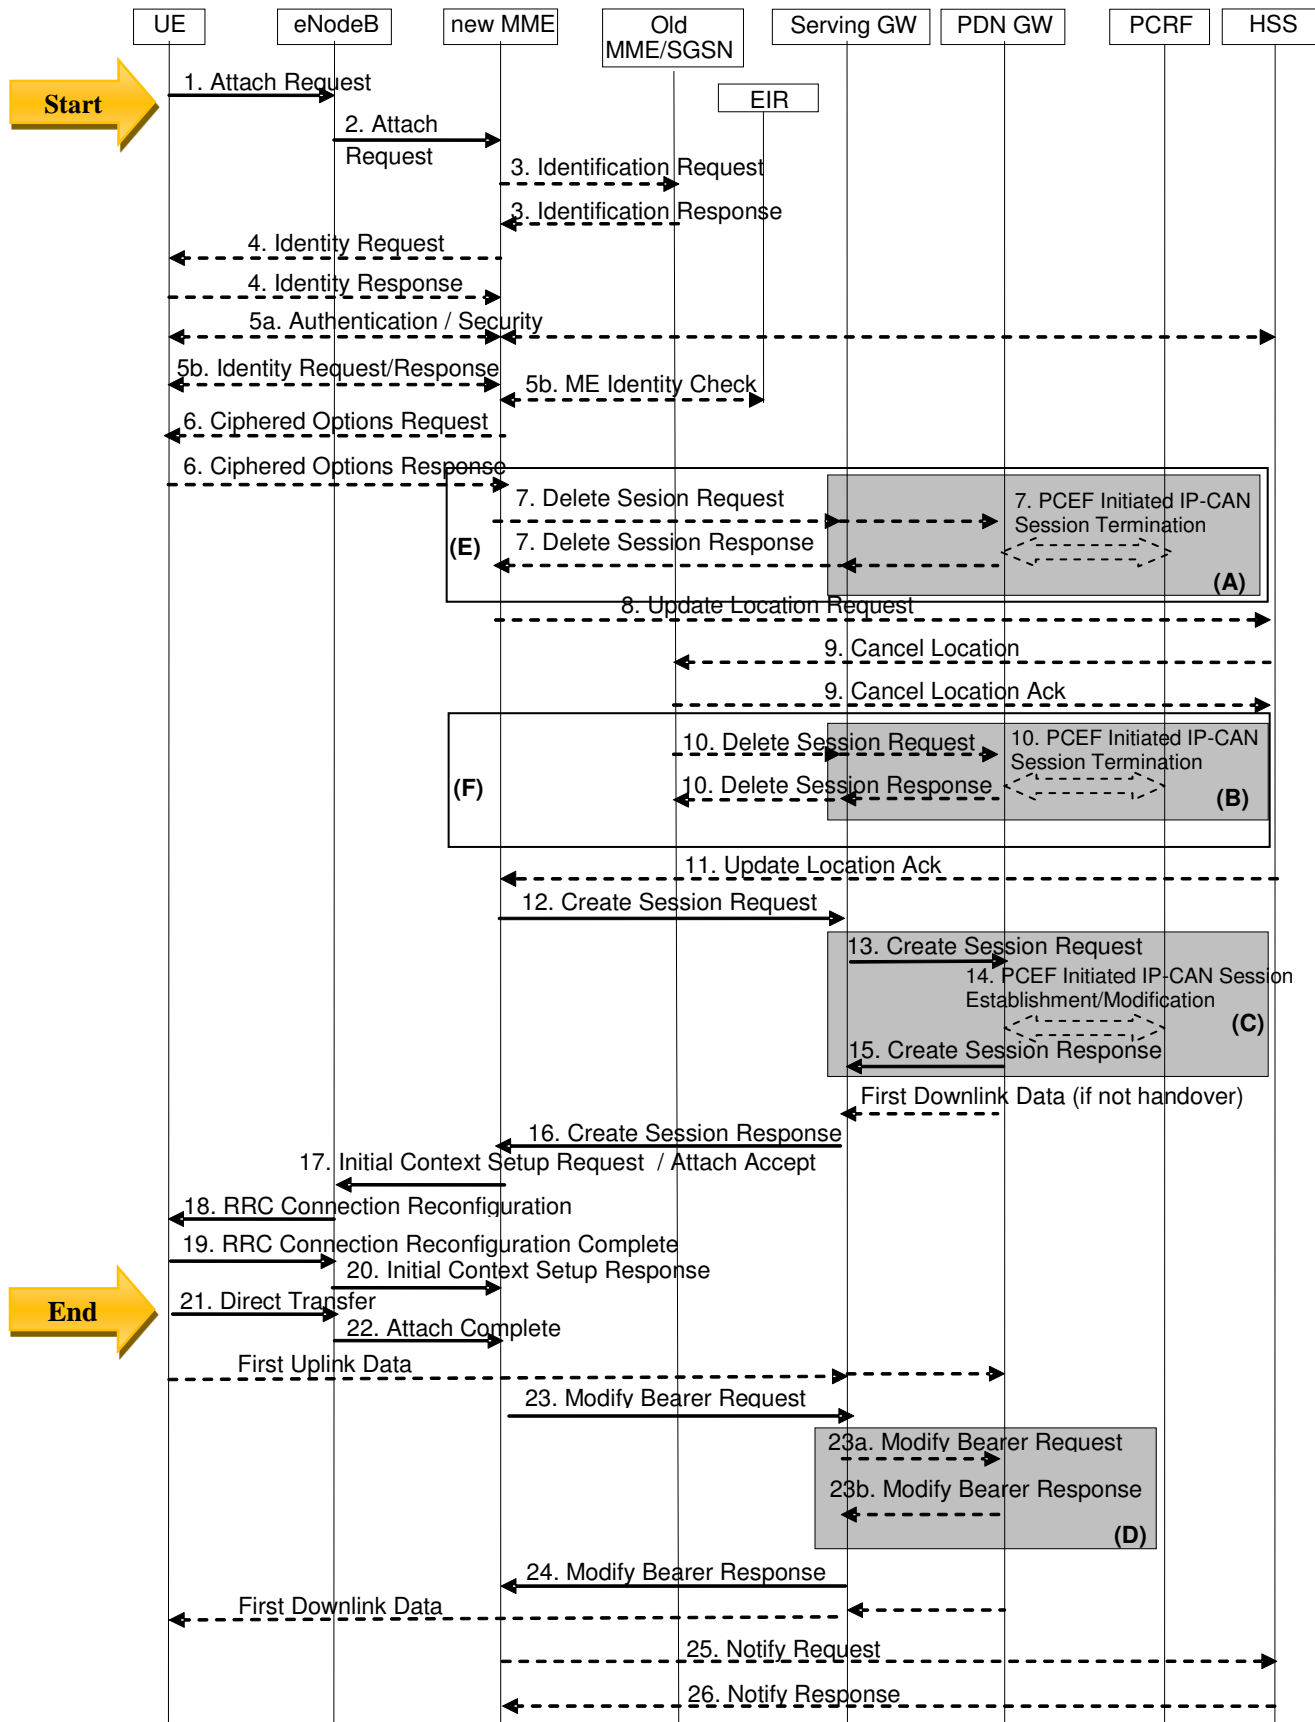 UE
eNodeB
new MME
Old
MME/SGSN
Serving GW
PDN GW
PCRF
HSS
EIR
Start
1. Attach Request
2. Attach
Request
3. Identification Request
3. Identification Response
4. Identity Request
4. Identity Response
5a. Authentication / Security
5b. Identity Request/Response
5b. ME Identity Check
6. Ciphered Options Request
6. Ciphered Options Response
7. Delete Sesion Request
7. PCEF Initiated IP-CAN
Session Termination
(E)
7. Delete Session Response
(A)
8. Update Location Request
9. Cancel Location
9. Cancel Location Ack
10. Delete Session Request
10. PCEF Initiated IP-CAN
Session Termination
(F)
10. Delete Session Response
(B)
11. Update Location Ack
12. Create Session Request
13. Create Session Request
14. PCEF Initiated IP-CAN Session
Establishment/Modification
(C)
15. Create Session Response
First Downlink Data (if not handover)
16. Create Session Response
17. Initial Context Setup Request / Attach Accept
18. RRC Connection Reconfiguration
19. RRC Connection Reconfiguration Complete
20. Initial Context Setup Response
End
21. Direct Transfer
22. Attach Complete
First Uplink Data
23. Modify Bearer Request
23a. Modify Bearer Request
23b. Modify Bearer Response
(D)
24. Modify Bearer Response
First Downlink Data
25. Notify Request
26. Notify Response